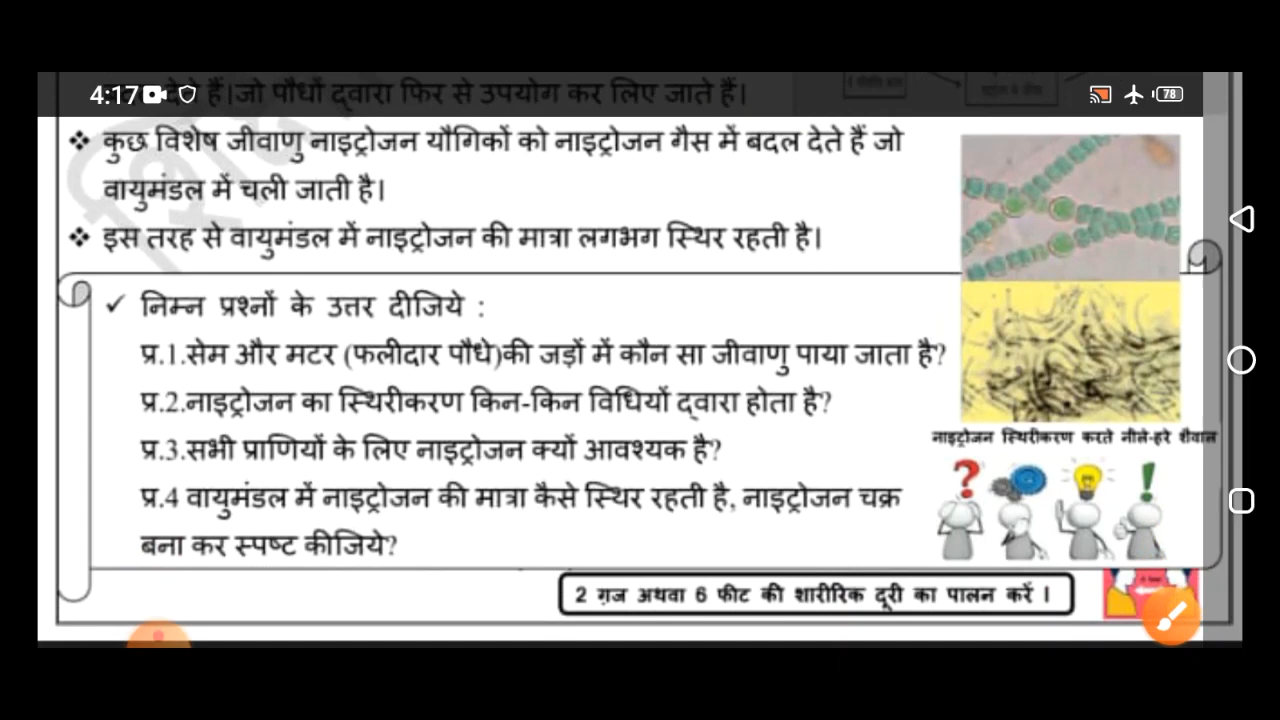 4:17
78
देते हैं।जो पौधों द्वारा फिर से उपयोग कर लिए जाते हैं।
❖ कुछ विशेष जीवाणु नाइट्रोजन यौगिकों को नाइट्रोजन गैस में बदल देते हैं जो
वायुमंडल में चली जाती है।
❖ इस तरह से वायुमंडल में नाइट्रोजन की मात्रा लगभग स्थिर रहती है।
✓ निम्न प्रश्नों के उत्तर दीजिये :
प्र.1.सेम और मटर (फलीदार पौधे)की जड़ों में कौन सा जीवाणु पाया जाता है?
प्र.2.नाइट्रोजन का स्थिरीकरण किन-किन विधियों द्वारा होता है?
प्र.3.सभी प्राणियों के लिए नाइट्रोजन क्यों आवश्यक है?
प्र.4 वायुमंडल में नाइट्रोजन की मात्रा कैसे स्थिर रहती है, नाइट्रोजन चक्र
बना कर स्पष्ट कीजिये?
नाइट्रोजन स्थिरीकरण करते नीले-हरे शैवाल
2 ग़ज अथवा 6 फीट की शारीरिक दूरी का पालन करें ।